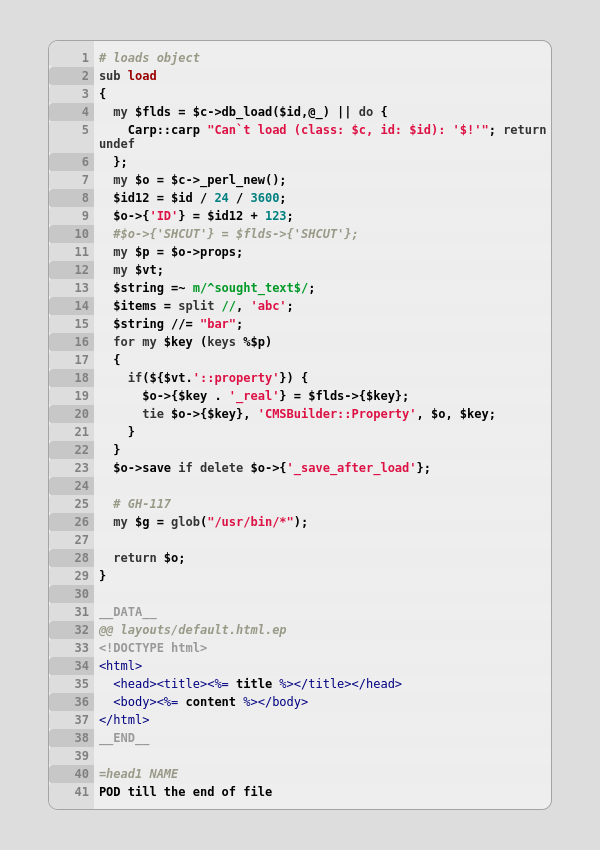 1 # loads object
2 sub load
3 {
4   my $flds = $c->db_load($id,@_) || do {
5     Carp::carp "Can`t load (class: $c, id: $id): '$!'"; return
undef
6   };
7   my $o = $c->_perl_new();
8   $id12 = $id / 24 / 3600;
9   $o->{'ID'} = $id12 + 123;
10   #$o->{'SHCUT'} = $flds->{'SHCUT'};
11   my $p = $o->props;
12   my $vt;
13   $string =~ m/^sought_text$/;
14   $items = split //, 'abc';
15   $string //= "bar";
16   for my $key (keys %$p)
17   {
18     if(${$vt.'::property'}) {
19       $o->{$key . '_real'} = $flds->{$key};
20       tie $o->{$key}, 'CMSBuilder::Property', $o, $key;
21     }
22   }
23   $o->save if delete $o->{'_save_after_load'};
24
25   # GH-117
26   my $g = glob("/usr/bin/*");
27
28   return $o;
29 }
30
31 __DATA__
32 @@ layouts/default.html.ep
33 <!DOCTYPE html>
34 <html>
35   <head><title><%= title %></title></head>
36   <body><%= content %></body>
37 </html>
38 __END__
39
40 =head1 NAME
41 POD till the end of file